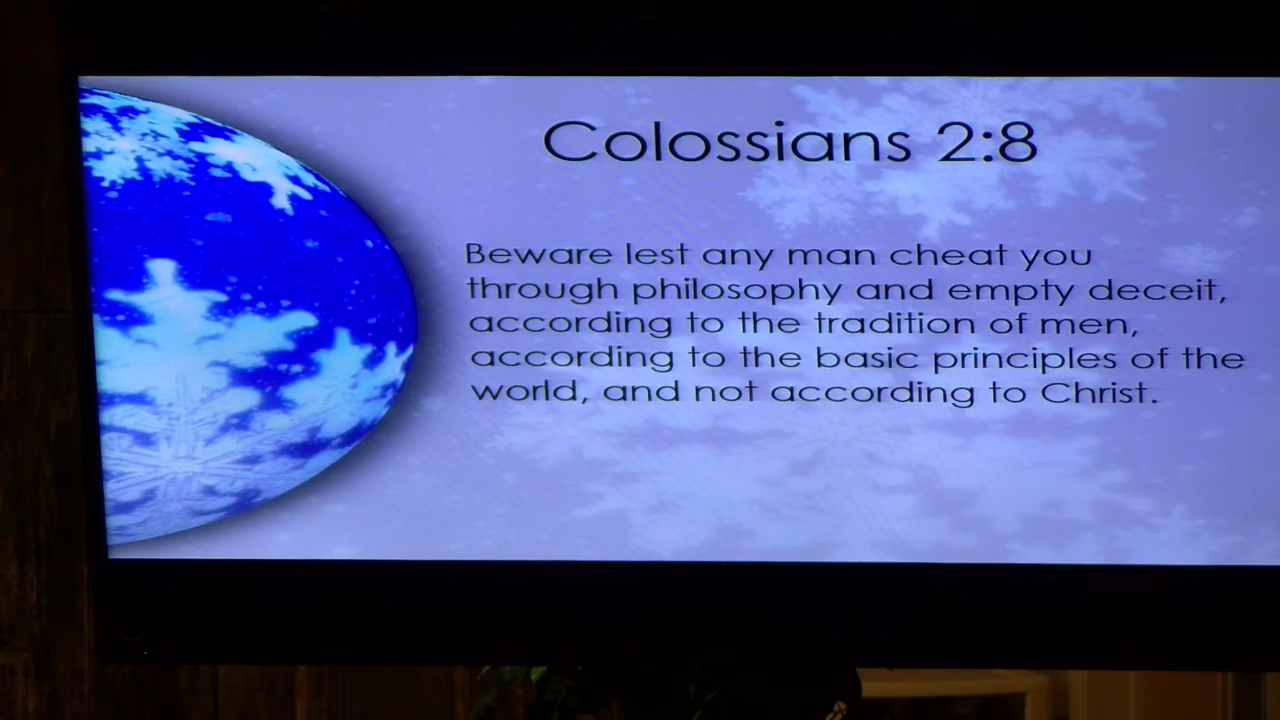 Colossians 2:8
Beware lest any man cheat you
through philosophy and empty deceit,
according to the tradition of men,
according to the basic principles of the
world, and not according to Christ.